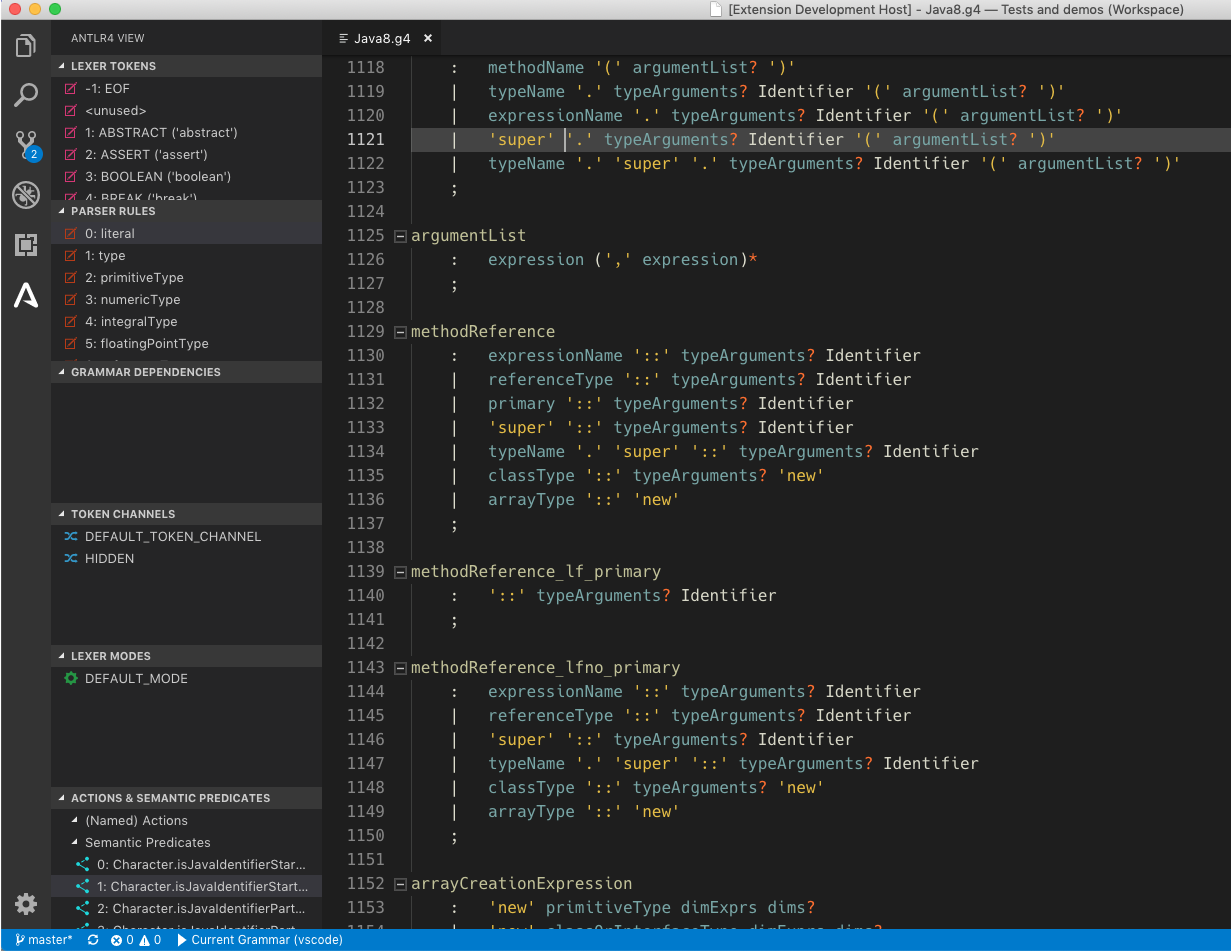 [Extension Development Host] - Java8.g4 — Tests and demos (Workspace)
ANTLR4 VIEW
LEXER TOKENS
-1: EOF
<unused>
1: ABSTRACT ('abstract')
2: ASSERT ('assert')
3: BOOLEAN ('boolean')
4: BREAK ('break')
PARSER RULES
0: literal
1: type
2: primitiveType
3: numericType
4: integralType
5: floatingPointType
GRAMMAR DEPENDENCIES
TOKEN CHANNELS
DEFAULT_TOKEN_CHANNEL
HIDDEN
LEXER MODES
DEFAULT_MODE
ACTIONS & SEMANTIC PREDICATES
(Named) Actions
Semantic Predicates
0: Character.isJavaIdentifierStar...
1: Character.isJavaIdentifierStart...
2: Character.isJavaIdentifierPart...
2
Java8.g4 ×
1118 : methodName '(' argumentList? ')'
1119 | typeName '.' typeArguments? Identifier '(' argumentList? ')'
1120 | expressionName '.' typeArguments? Identifier '(' argumentList? ')'
1121 | 'super' '.' typeArguments? Identifier '(' argumentList? ')'
1122 | typeName '.' 'super' '.' typeArguments? Identifier '(' argumentList? ')'
1123 ;
1124
1125 argumentList
1126 : expression (',' expression)*
1127 ;
1128
1129 methodReference
1130 : expressionName '::' typeArguments? Identifier
1131 | referenceType '::' typeArguments? Identifier
1132 | primary '::' typeArguments? Identifier
1133 | 'super' '::' typeArguments? Identifier
1134 | typeName '.' 'super' '::' typeArguments? Identifier
1135 | classType '::' typeArguments? 'new'
1136 | arrayType '::' 'new'
1137 ;
1138
1139 methodReference_lf_primary
1140 : '::' typeArguments? Identifier
1141 ;
1142
1143 methodReference_lfno_primary
1144 : expressionName '::' typeArguments? Identifier
1145 | referenceType '::' typeArguments? Identifier
1146 | 'super' '::' typeArguments? Identifier
1147 | typeName '.' 'super' '::' typeArguments? Identifier
1148 | classType '::' typeArguments? 'new'
1149 | arrayType '::' 'new'
1150 ;
1151
1152 arrayCreationExpression
1153 : 'new' primitiveType dimExprs dims?
master* 0 0 Current Grammar (vscode)